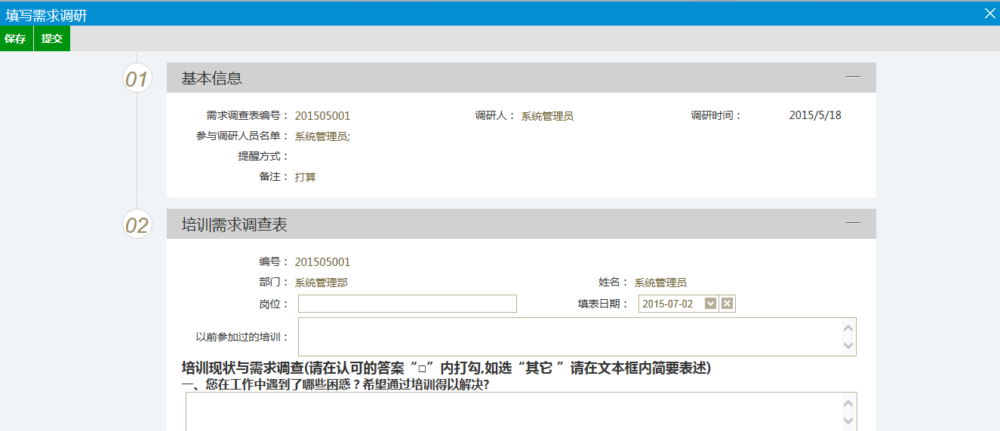 填写需求调研
保存 提交
01 基本信息
需求调查表编号： 201505001 调研人： 系统管理员 调研时间： 2015/5/18
参与调研人员名单： 系统管理员;
提醒方式：
备注： 打算
02 培训需求调查表
编号： 201505001
部门： 系统管理部 姓名： 系统管理员
岗位： 填表日期： 2015-07-02
以前参加过的培训：
培训现状与需求调查(请在认可的答案“□”内打勾,如选“其它 ”请在文本框内简要表述)
一、您在工作中遇到了哪些困惑？希望通过培训得以解决?